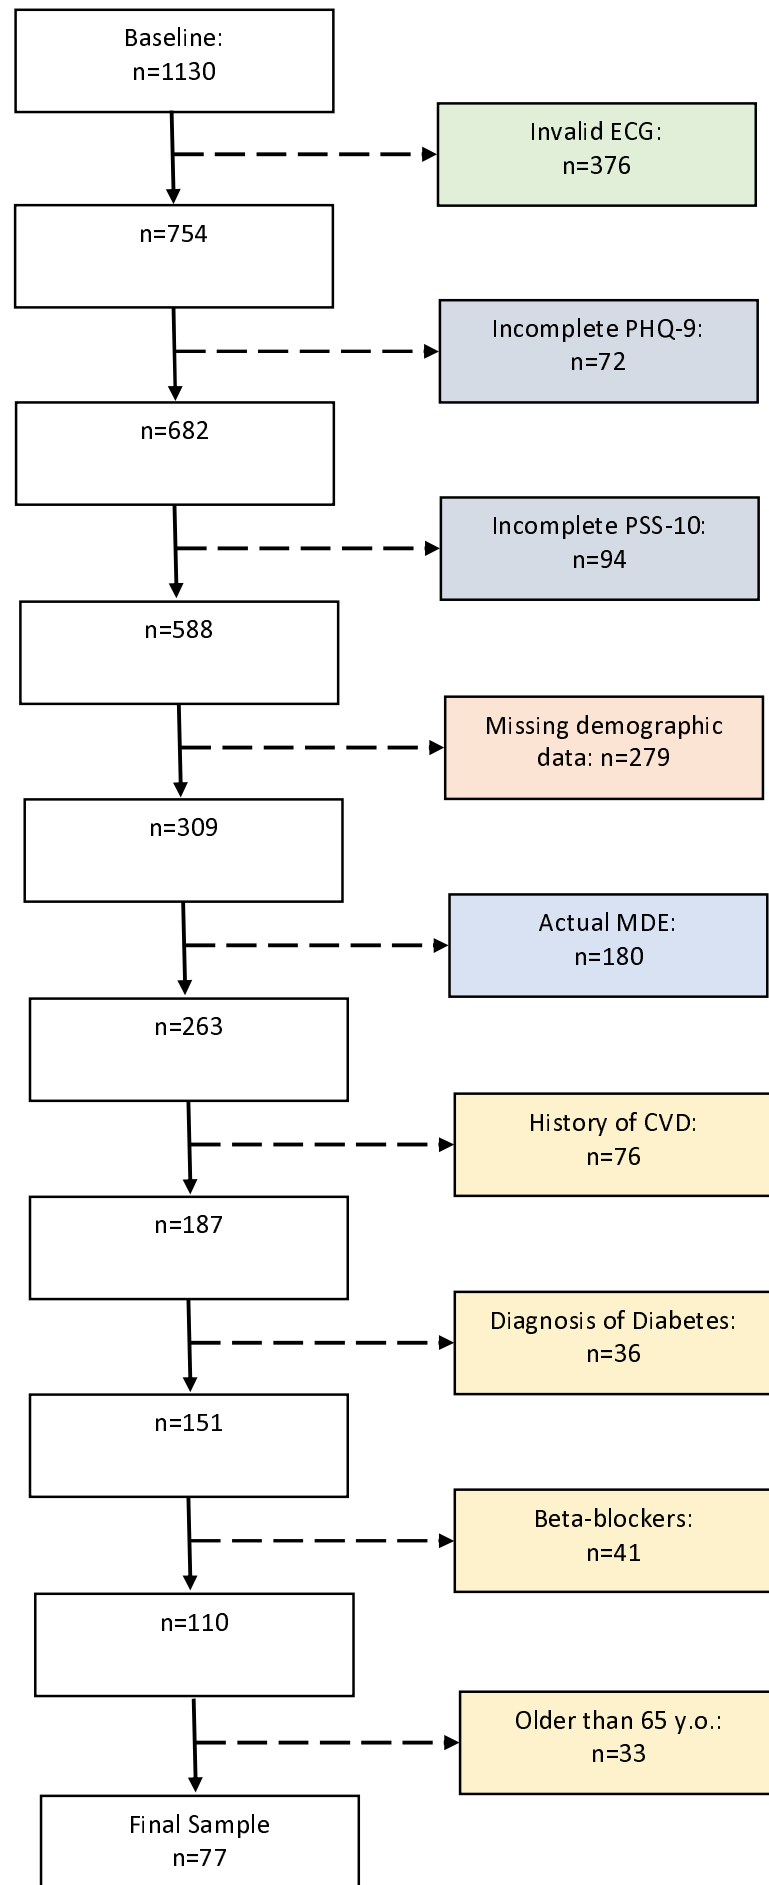 Baseline:
n=1130
Invalid ECG:
n=376
n=754
Incomplete PHQ-9:
n=72
n=682
Incomplete PSS-10:
n=94
n=588
Missing demographic
data: n=279
n=309
Actual MDE:
n=180
n=263
History of CVD:
n=76
n=187
Diagnosis of Diabetes:
n=36
n=151
Beta-blockers:
n=41
n=110
Older than 65 y.o.:
n=33
Final Sample
n=77